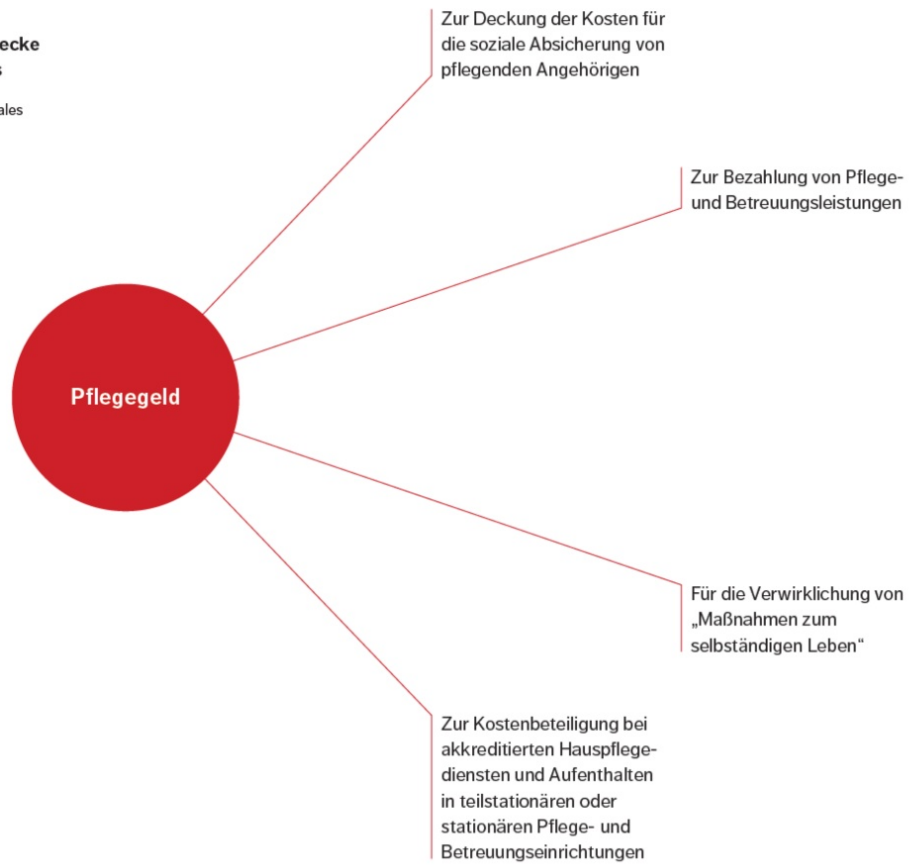 Zur Deckung der Kosten für
die soziale Absicherung von
pflegenden Angehörigen
Zur Bezahlung von Pflege-
und Betreuungsleistungen
Pflegegeld
Für die Verwirklichung von
„Maßnahmen zum
selbständigen Leben“
Zur Kostenbeteiligung bei
akkreditierten Hauspflege-
diensten und Aufenthalten
in teilstationären oder
stationären Pflege- und
Betreuungseinrichtungen